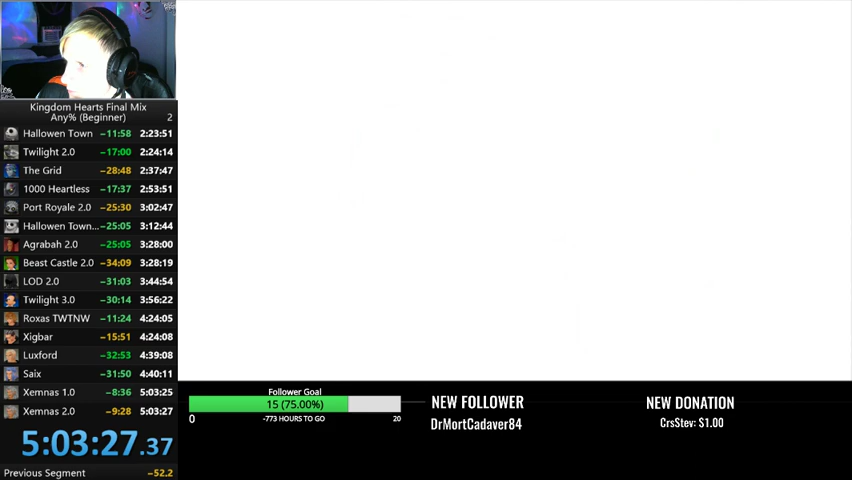 Kingdom Hearts Final Mix
Any% (Beginner) 2
Hallowen Town -11:58 2:23:51
Twilight 2.0 -17:00 2:24:14
The Grid -28:48 2:37:47
1000 Heartless -17:37 2:53:51
Port Royale 2.0 -25:30 3:02:47
Hallowen Town... -25:05 3:12:44
Agrabah 2.0 -25:05 3:28:00
Beast Castle 2.0 -34:09 3:28:19
LOD 2.0 -31:03 3:44:54
Twilight 3.0 -30:14 3:56:22
Roxas TWTNW -11:24 4:24:05
Xigbar -15:51 4:24:08
Luxford -32:53 4:39:08
Saix -31:50 4:40:11
Xemnas 1.0 -8:36 5:03:25
Xemnas 2.0 -9:28 5:03:27
5:03:27.37
Previous Segment -52.2
Follower Goal
15 (75.00%)
0 -773 HOURS TO GO 20
NEW FOLLOWER
DrMortCadaver84
NEW DONATION
CrsStev: $1.00